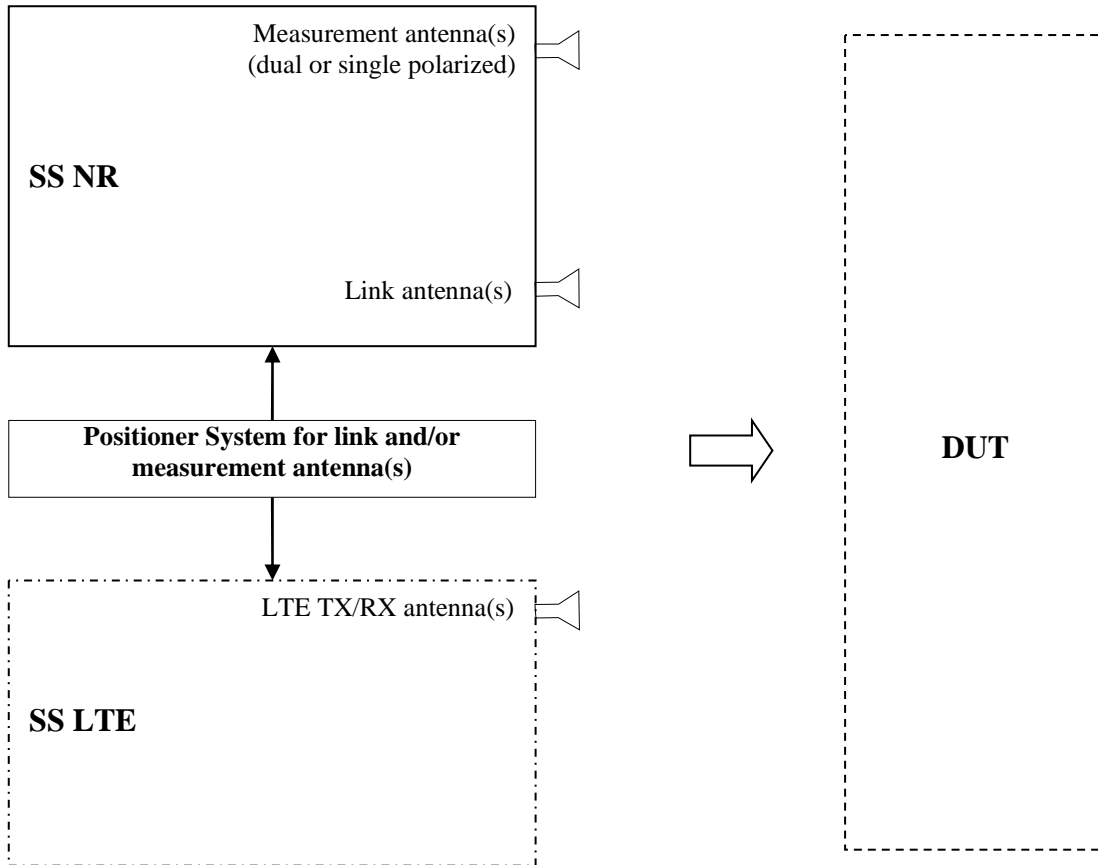 Measurement antenna(s)
(dual or single polarized)
SS NR
Link antenna(s)
Positioner System for link and/or
measurement antenna(s)
DUT
LTE TX/RX antenna(s)
SS LTE